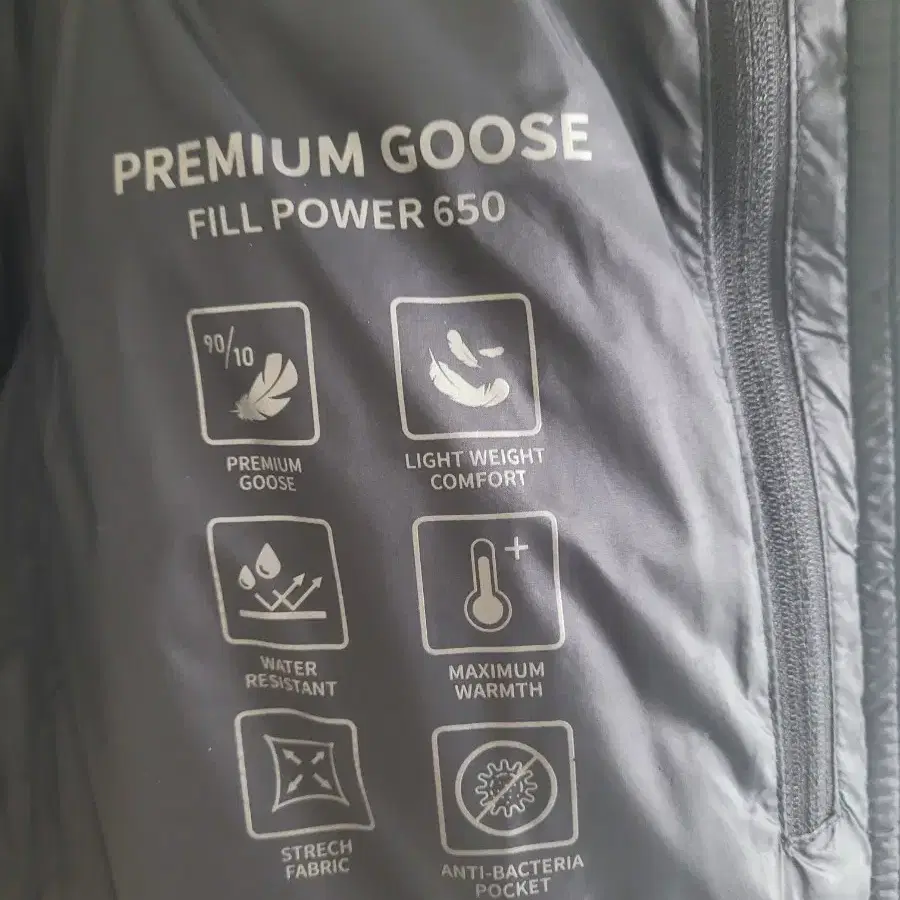 PREMIUM GOOSE
FILL POWER 650
90/10
PREMIUM
GOOSE
LIGHT WEIGHT
COMFORT
WATER
RESISTANT
MAXIMUM
WARMTH
STRECH
FABRIC
ANTI-BACTERIA
POCKET